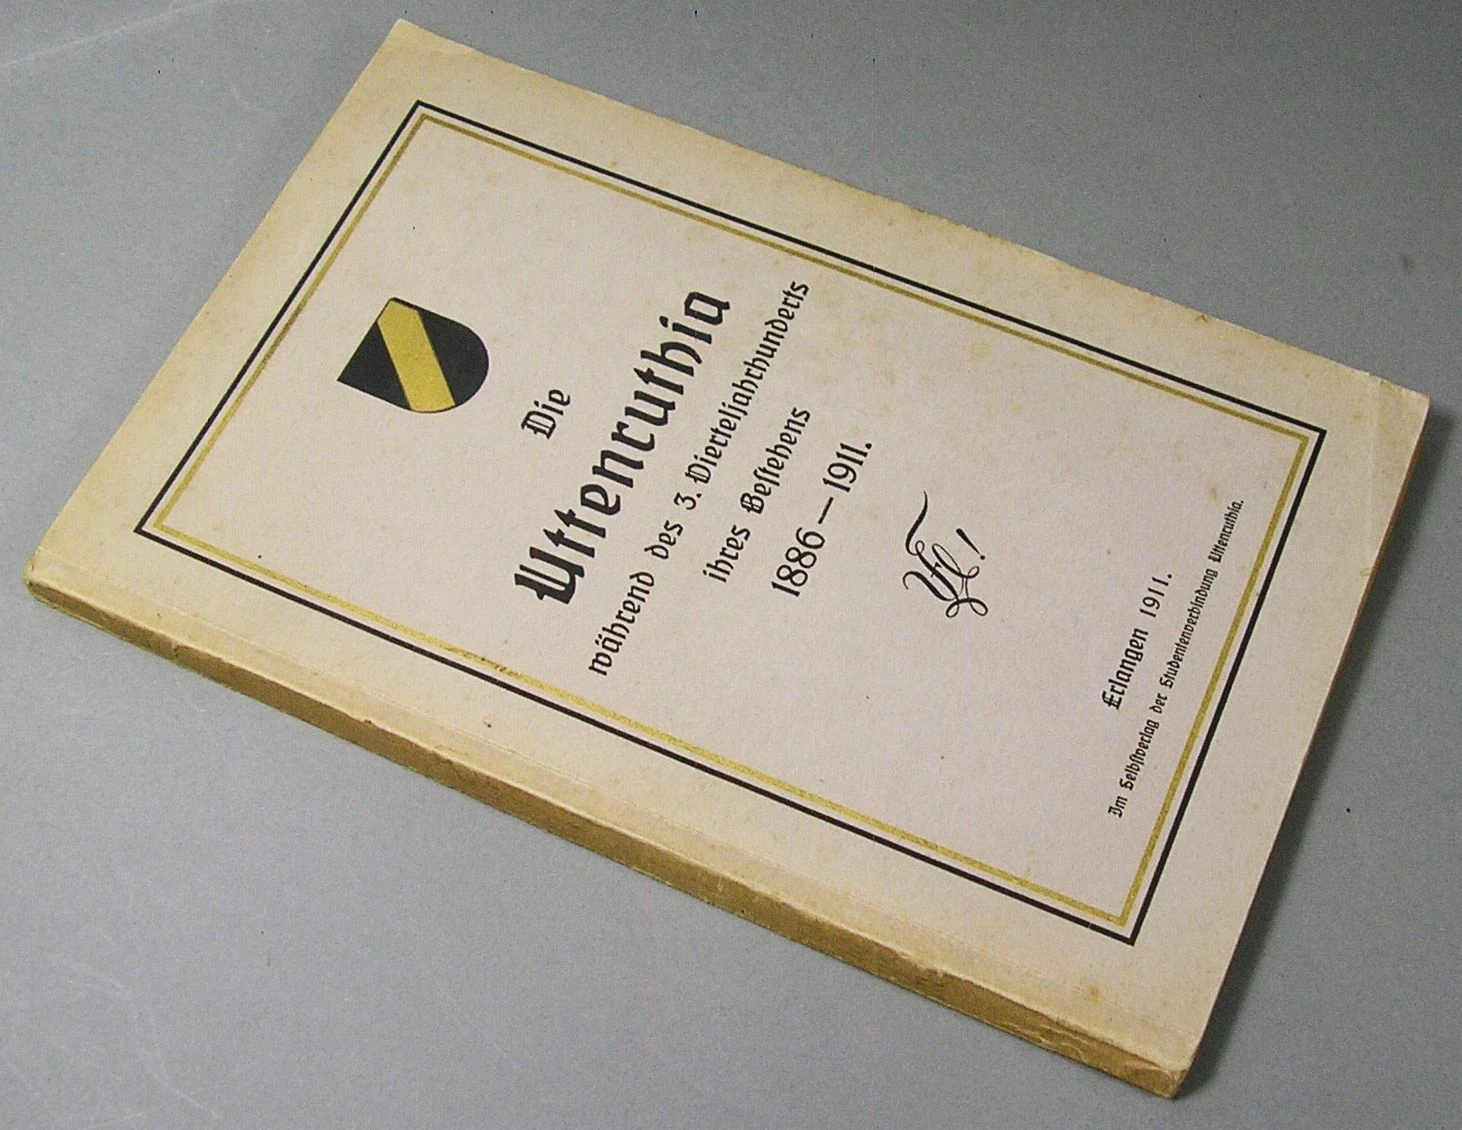 Die
Uttenruthia
während des 3. Vierteljahrhunderts
ihres Bestehens
1886—1911.
Erlangen 1911.
Im Selbstverlag der Studentenverbindung Uttenruthia.